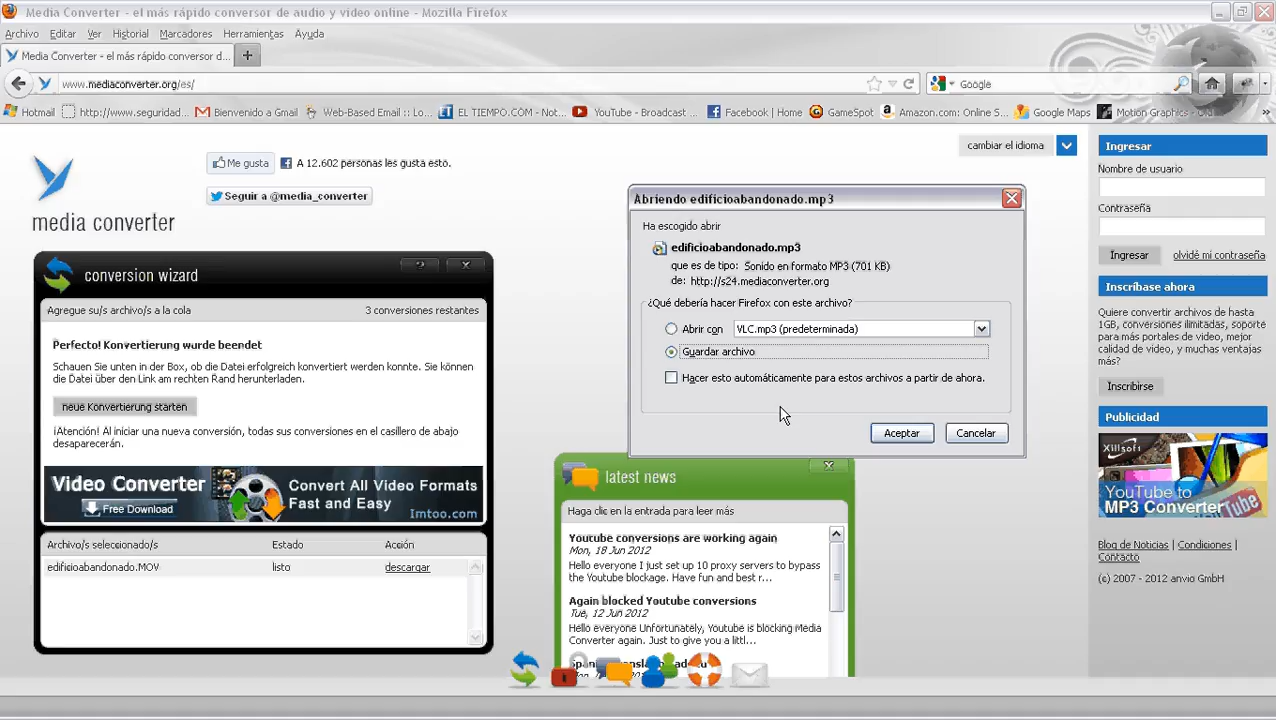 Media Converter - el más rápido conversor de audio y video online - Mozilla Firefox
Archivo Editar Ver Historial Marcadores Herramientas Ayuda
Media Converter - el más rápido conversor d...
www.mediaconverter.org/es/
Google
Hotmail http://www.seguridad... Bienvenido a Gmail Web-Based Email :: Lo... EL TIEMPO.COM - Not... YouTube - Broadcast ... Facebook | Home GameSpot Amazon.com: Online S... Google Maps Motion Graphics
Me gusta
A 12.602 personas les gusta esto.
Seguir a @media_converter
media converter
cambiar el idioma
conversion wizard
Agregue su/s archivo/s a la cola 3 conversiones restantes
Perfecto! Konvertierung wurde beendet
Schauen Sie unten in der Box, ob die Datei erfolgreich konvertiert werden konnte. Sie können
die Datei über den Link am rechten Rand herunterladen.
neue Konvertierung starten
¡Atención! Al iniciar una nueva conversión, todas sus conversiones en el casillero de abajo
desaparecerán.
Video Converter
Free Download
Convert All Video Formats
Fast and Easy
Imtoo.com
Archivo/s seleccionado/s Estado Acción
edificioabandonado.MOV listo descargar
Abriendo edificioabandonado.mp3
Ha escogido abrir
edificioabandonado.mp3
que es de tipo: Sonido en formato MP3 (701 KB)
de: http://s24.mediaconverter.org
¿Qué debería hacer Firefox con este archivo?
Abrir con VLC.mp3 (predeterminada)
Guardar archivo
Hacer esto automáticamente para estos archivos a partir de ahora.
Aceptar Cancelar
latest news
Haga clic en la entrada para leer más
Youtube conversions are working again
Mon, 18 Jun 2012
Hello everyone I just set up 10 proxy servers to bypass
the Youtube blockage. Have fun and best r...
Again blocked Youtube conversions
Tue, 12 Jun 2012
Hello everyone Unfortunately, Youtube is blocking Media
Converter again. Just to give you a littl...
Ingresar
Nombre de usuario
Contraseña
Ingresar olvidé mi contraseña
Inscríbase ahora
Quiere convertir archivos de hasta
1GB, conversiones ilimitadas, soporte
para más portales de video, mejor
calidad de video, y muchas ventajas
más?
Inscribirse
Publicidad
Xillsoft
YouTube to
MP3 Converter
YouTube
Blog de Noticias | Condiciones |
Contacto
(c) 2007 - 2012 anvio GmbH